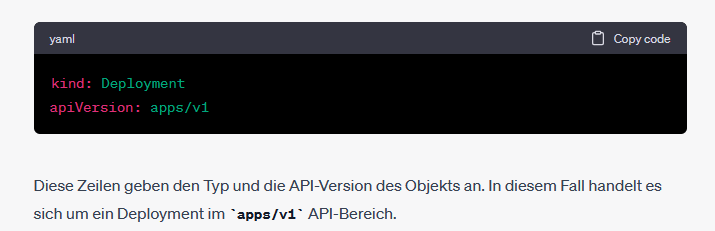 yaml Copy code
kind: Deployment
apiVersion: apps/v1
Diese Zeilen geben den Typ und die API-Version des Objekts an. In diesem Fall handelt es
sich um ein Deployment im `apps/v1` API-Bereich.